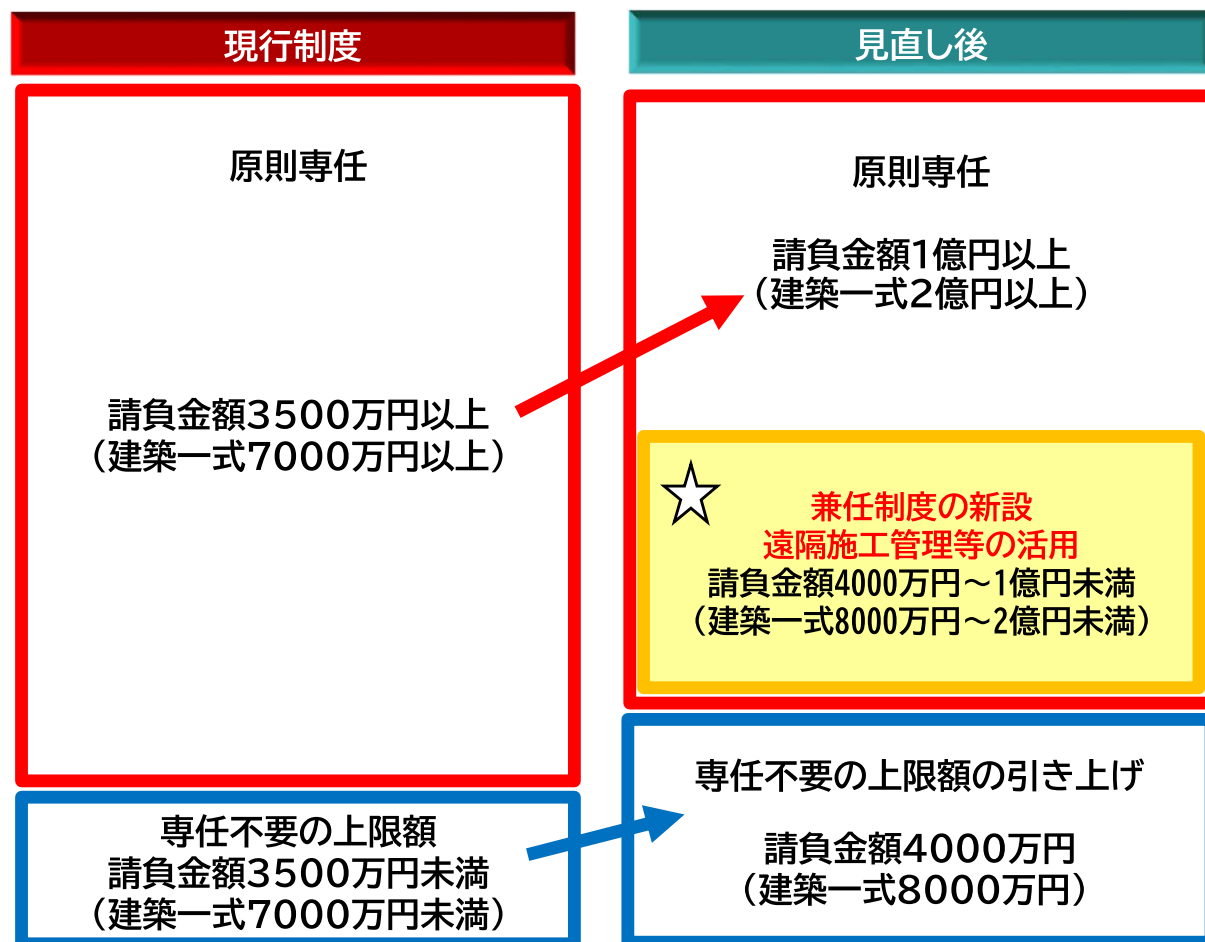 現行制度
原則専任
請負金額3500万円以上
(建築一式7000万円以上)
専任不要の上限額
請負金額3500万円未満
(建築一式7000万円未満)
見直し後
原則専任
請負金額1億円以上
(建築一式2億円以上)
兼任制度の新設
遠隔施工管理等の活用
請負金額4000万円～1億円未満
(建築一式8000万円～2億円未満)
専任不要の上限額の引き上げ
請負金額4000万円
(建築一式8000万円)